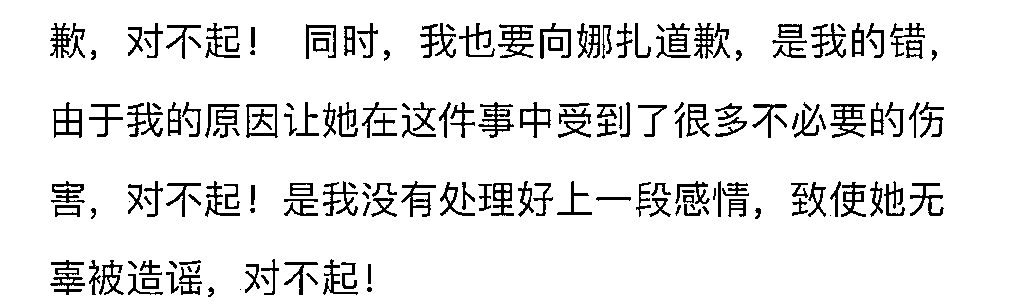 歉，对不起！ 同时，我也要向娜扎道歉，是我的错，
由于我的原因让她在这件事中受到了很多不必要的伤
害，对不起！是我没有处理好上一段感情，致使她无
辜被造谣，对不起！